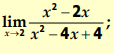 lim x→2 (x² − 2x)/(x² − 4x + 4);